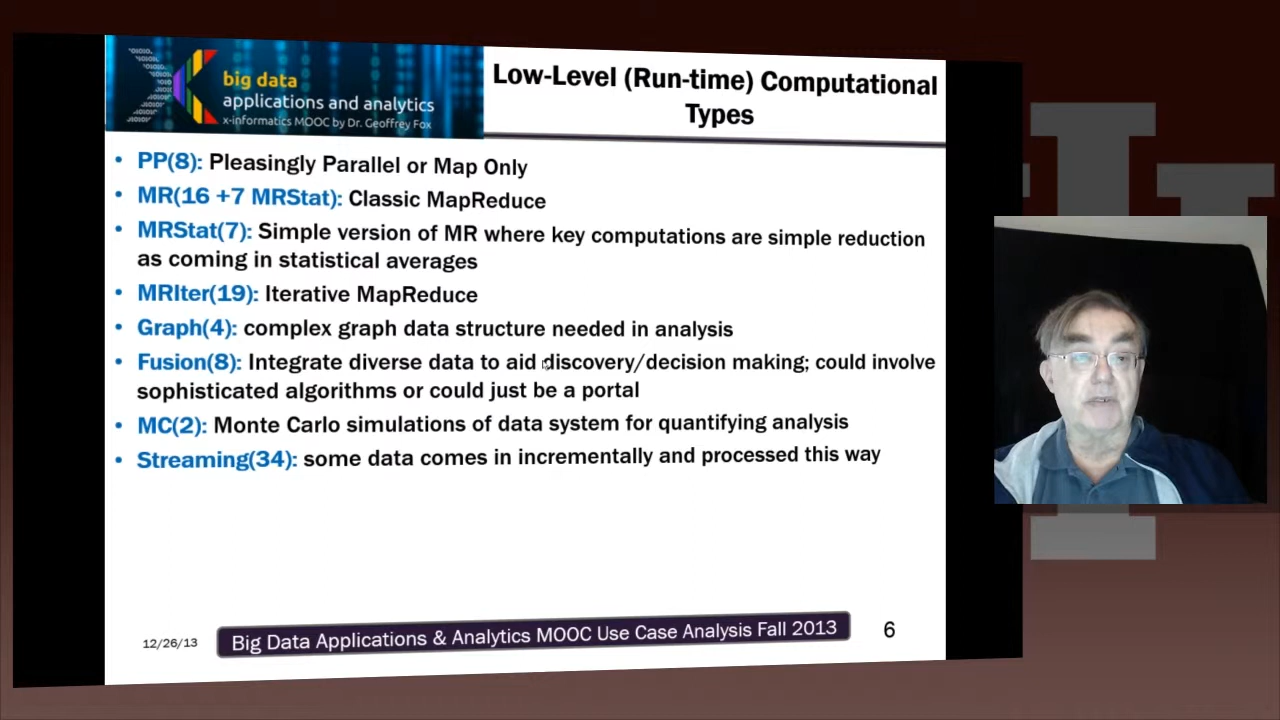 big data
applications and analytics
x-informatics MOOC by Dr. Geoffrey Fox
Low-Level (Run-time) Computational
Types
• PP(8): Pleasingly Parallel or Map Only
• MR(16 +7 MRStat): Classic MapReduce
• MRStat(7): Simple version of MR where key computations are simple reduction
as coming in statistical averages
• MRIter(19): Iterative MapReduce
• Graph(4): complex graph data structure needed in analysis
• Fusion(8): Integrate diverse data to aid discovery/decision making; could involve
sophisticated algorithms or could just be a portal
• MC(2): Monte Carlo simulations of data system for quantifying analysis
• Streaming(34): some data comes in incrementally and processed this way
12/26/13
Big Data Applications & Analytics MOOC Use Case Analysis Fall 2013
6